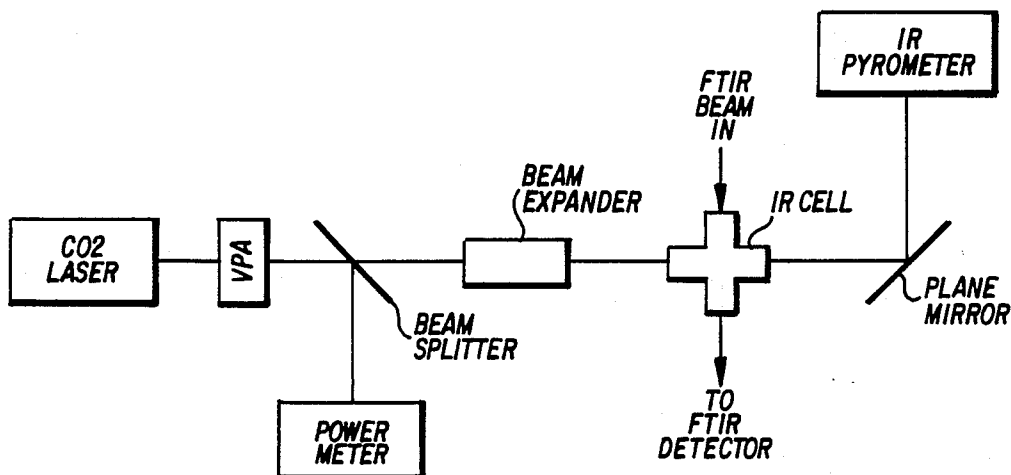 IR
PYROMETER
FTIR
BEAM
IN
BEAM
EXPANDER
IR CELL
CO2
LASER
VPA
PLANE
MIRROR
BEAM
SPLITTER
TO
FTIR
DETECTOR
POWER
METER